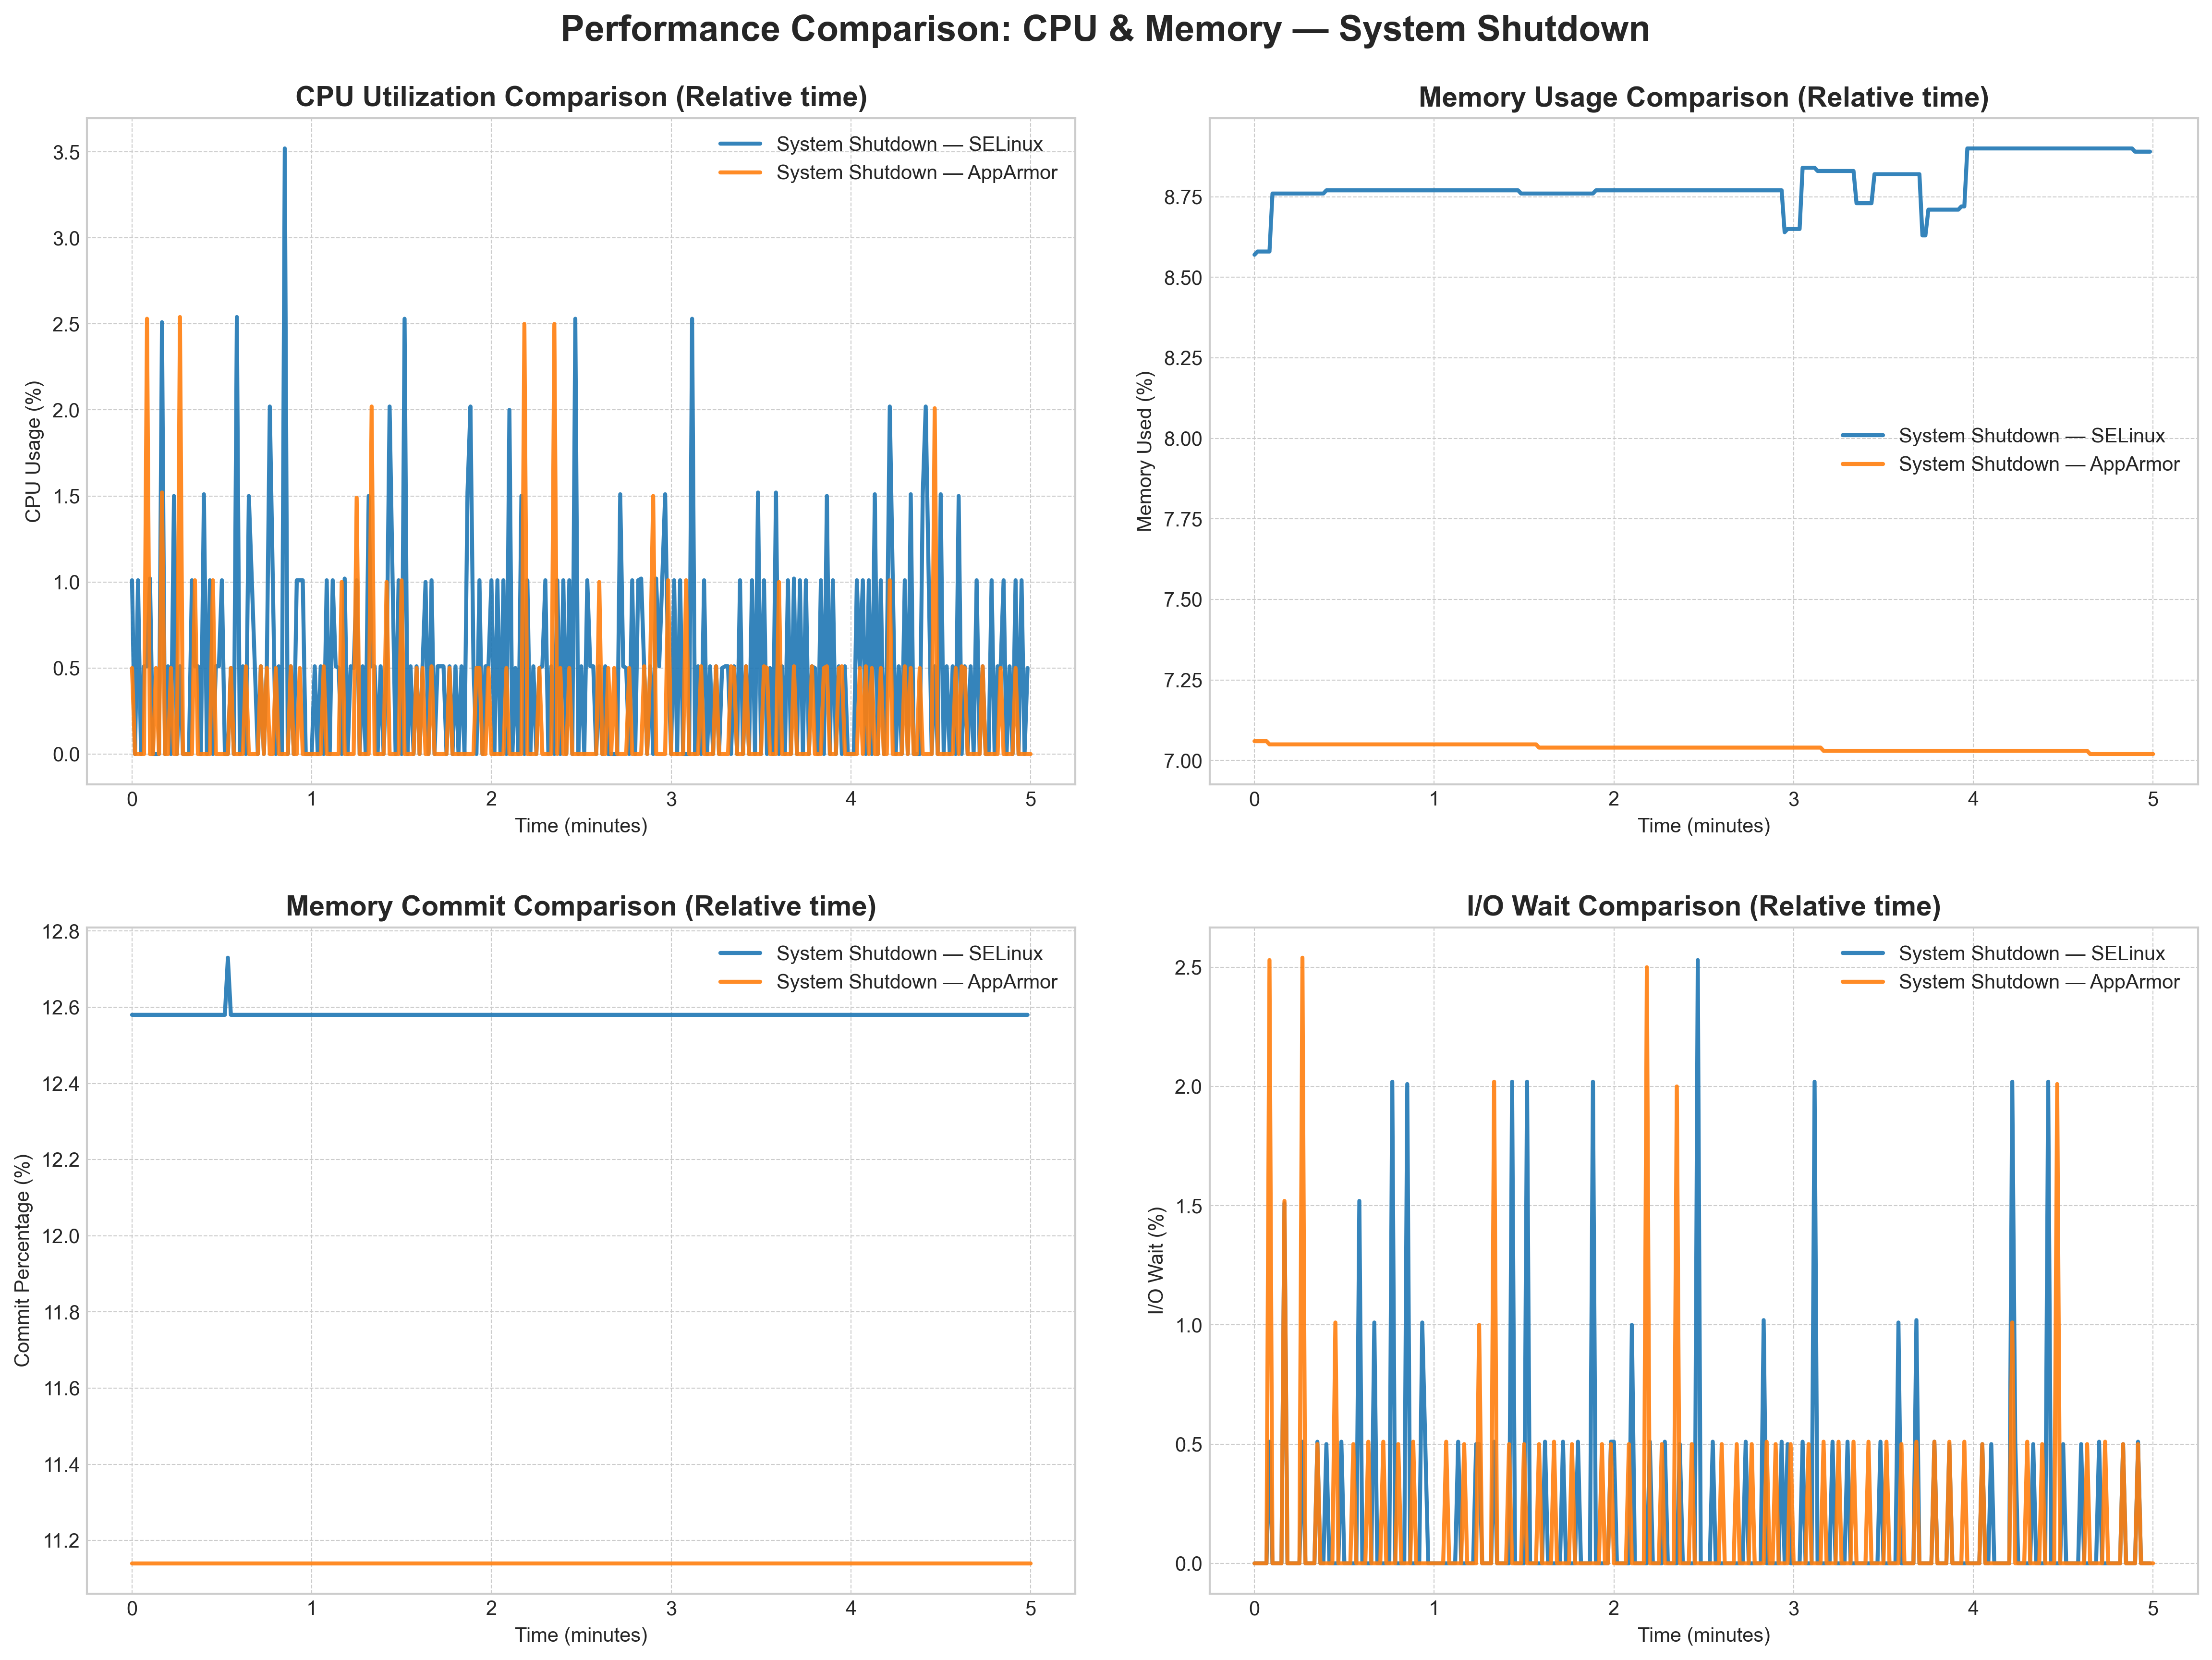 Performance Comparison: CPU & Memory — System Shutdown
CPU Utilization Comparison (Relative time)
CPU Usage (%)
3.5
3.0
2.5
2.0
1.5
1.0
0.5
0.0
System Shutdown — SELinux
System Shutdown — AppArmor
0 1 2 3 4 5
Time (minutes)
Memory Usage Comparison (Relative time)
Memory Used (%)
8.75
8.50
8.25
8.00
7.75
7.50
7.25
7.00
System Shutdown — SELinux
System Shutdown — AppArmor
0 1 2 3 4 5
Time (minutes)
Memory Commit Comparison (Relative time)
Commit Percentage (%)
12.8
12.6
12.4
12.2
12.0
11.8
11.6
11.4
11.2
System Shutdown — SELinux
System Shutdown — AppArmor
0 1 2 3 4 5
Time (minutes)
I/O Wait Comparison (Relative time)
I/O Wait (%)
2.5
2.0
1.5
1.0
0.5
0.0
System Shutdown — SELinux
System Shutdown — AppArmor
0 1 2 3 4 5
Time (minutes)